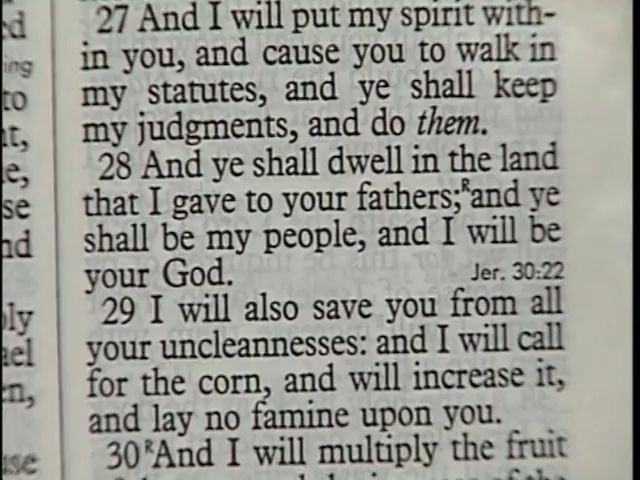 27 And I will put my spirit with-
in you, and cause you to walk in
my statutes, and ye shall keep
my judgments, and do them.
28 And ye shall dwell in the land
that I gave to your fathers;ᴿand ye
shall be my people, and I will be
your God. Jer. 30:22
29 I will also save you from all
your uncleannesses: and I will call
for the corn, and will increase it,
and lay no famine upon you.
30ᴿAnd I will multiply the fruit